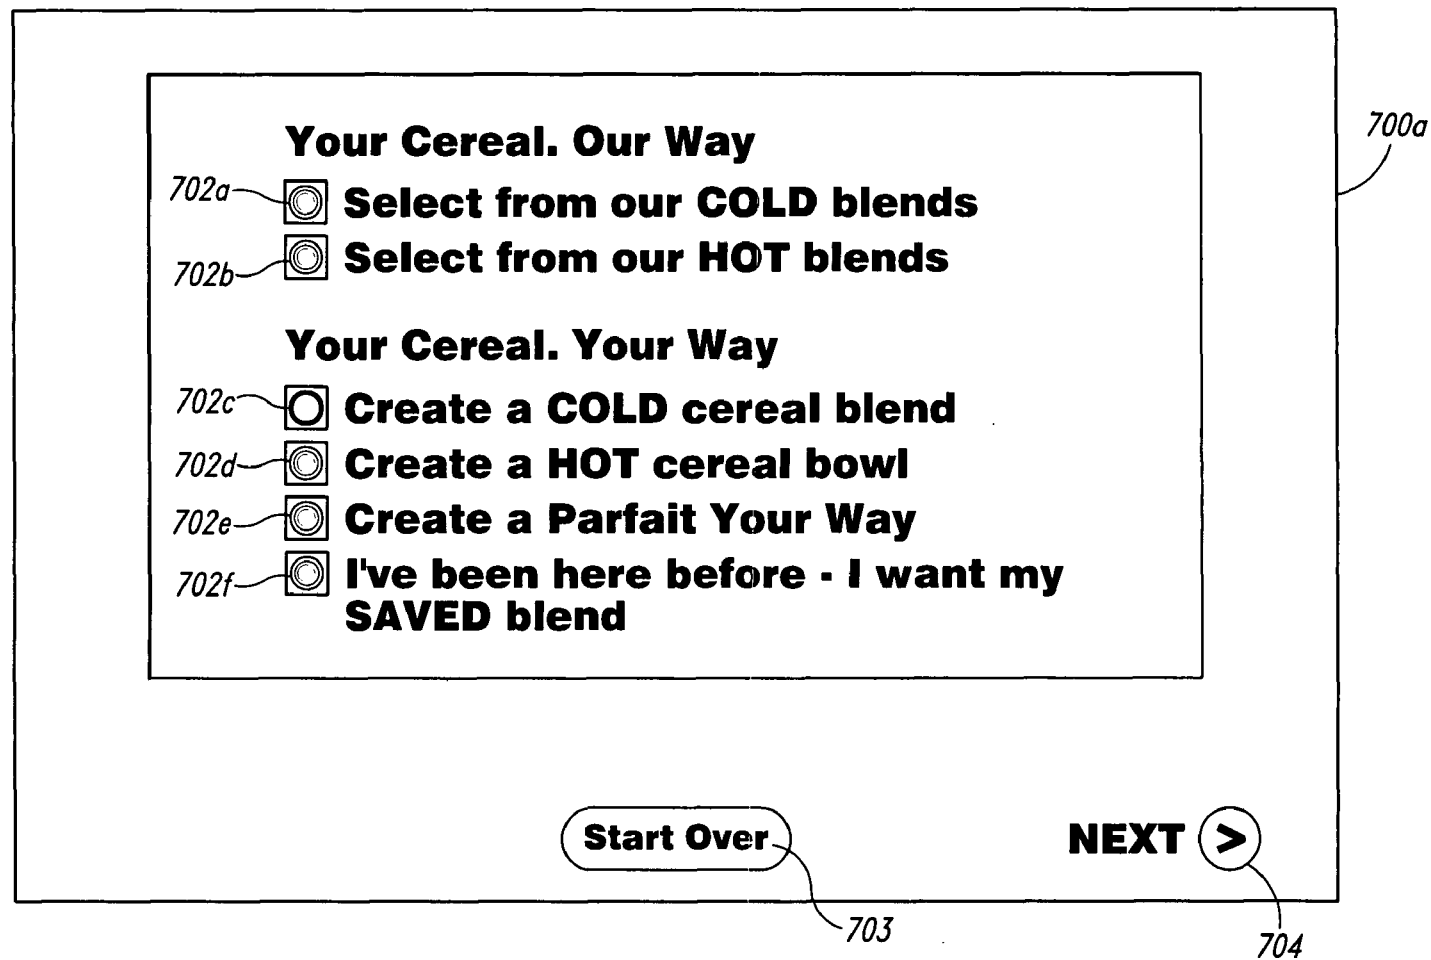 700a
Your Cereal. Our Way
702a Select from our COLD blends
702b Select from our HOT blends
Your Cereal. Your Way
702c Create a COLD cereal blend
702d Create a HOT cereal bowl
702e Create a Parfait Your Way
702f I've been here before - I want my
SAVED blend
Start Over
NEXT >
703
704